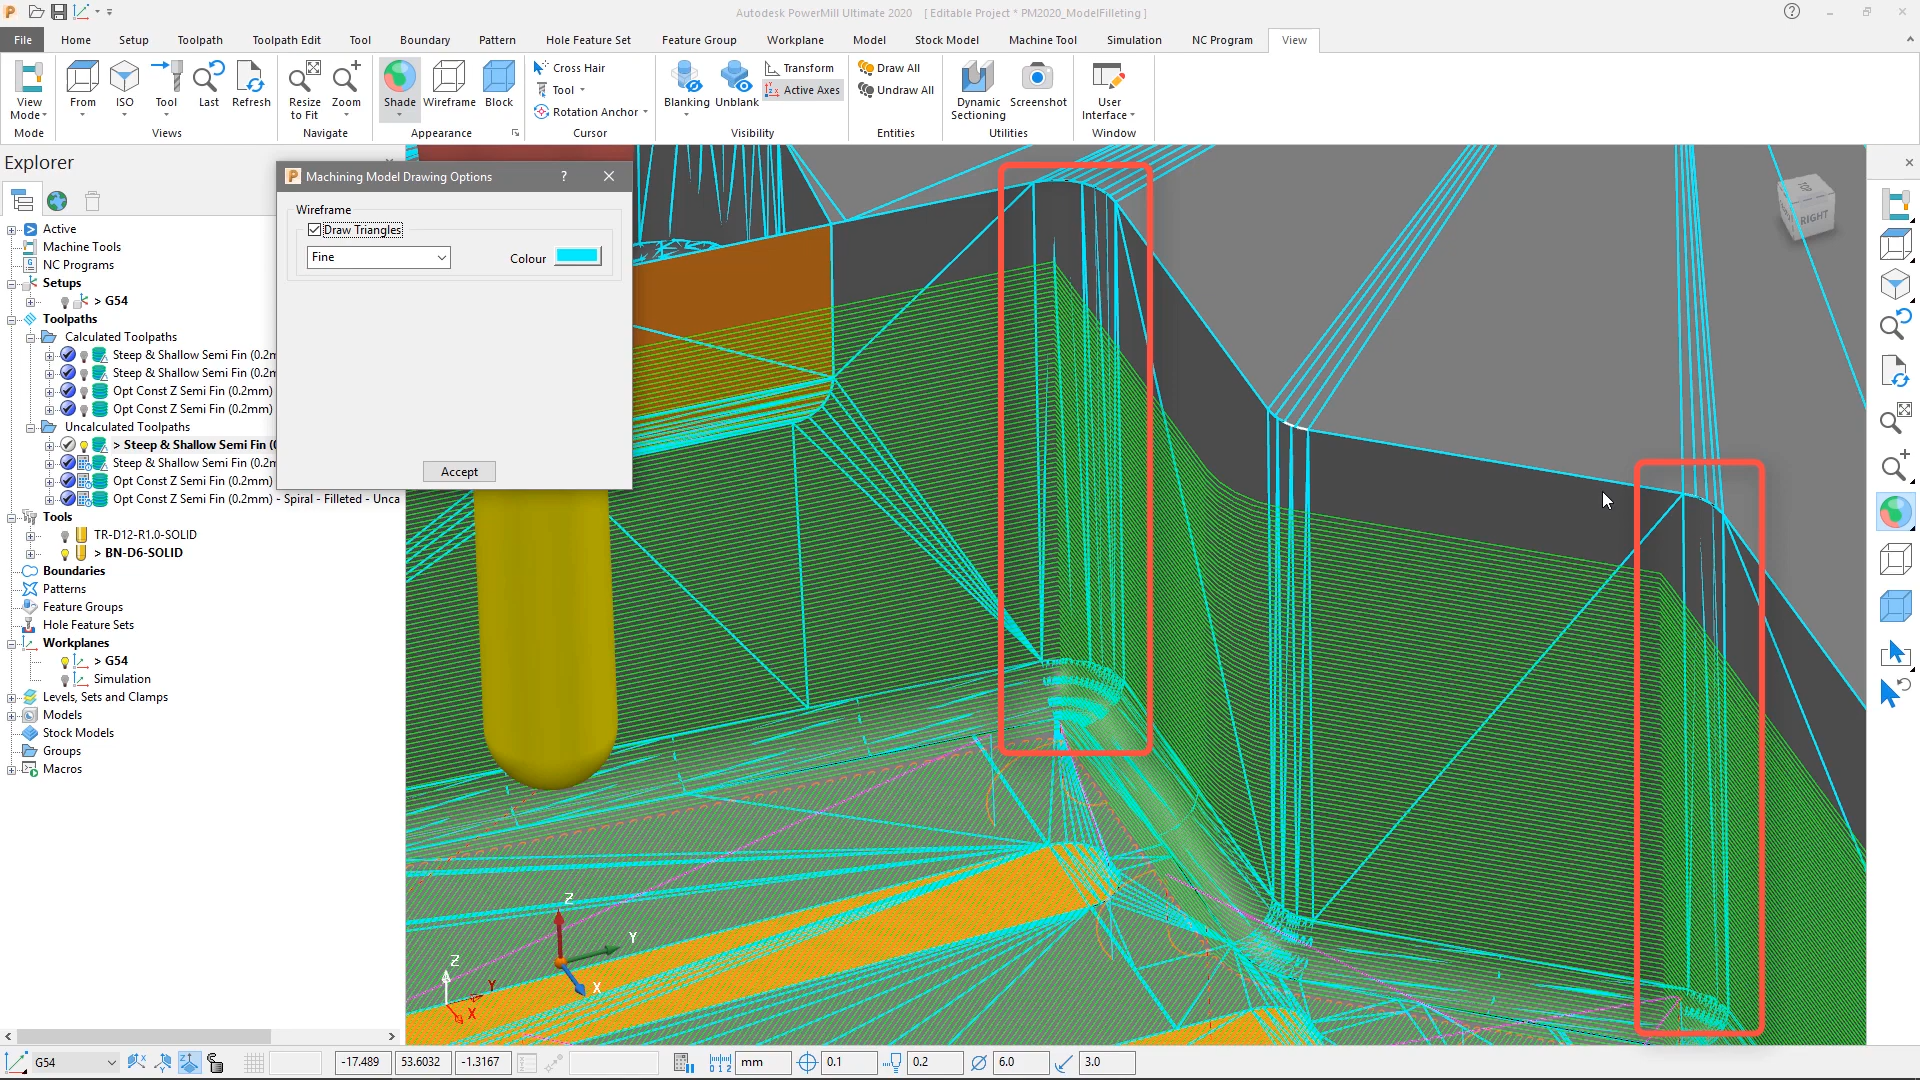 Autodesk PowerMill Ultimate 2020   [ Editable Project * PM2020_ModelFilleting ]
File Home Setup Toolpath Toolpath Edit Tool Boundary Pattern Hole Feature Set Feature Group Workplane Model Stock Model Machine Tool Simulation NC Program View
View Mode
From
ISO
Tool
Last
Refresh
Resize to Fit
Zoom
Shade
Wireframe
Block
Cross Hair
Tool
Rotation Anchor
Blanking
Unblank
Transform
Active Axes
Draw All
Undraw All
Dynamic Sectioning
Screenshot
User Interface
Mode Views Navigate Appearance Cursor Visibility Entities Utilities Window
Explorer
Active
Machine Tools
NC Programs
Setups
> G54
Toolpaths
Calculated Toolpaths
Steep & Shallow Semi Fin (0.2m
Steep & Shallow Semi Fin (0.2m
Opt Const Z Semi Fin (0.2mm)
Opt Const Z Semi Fin (0.2mm)
Uncalculated Toolpaths
> Steep & Shallow Semi Fin (
Steep & Shallow Semi Fin (0.2m
Opt Const Z Semi Fin (0.2mm)
Opt Const Z Semi Fin (0.2mm) - Spiral - Filleted - Unca
Tools
TR-D12-R1.0-SOLID
> BN-D6-SOLID
Boundaries
Patterns
Feature Groups
Hole Feature Sets
Workplanes
> G54
Simulation
Levels, Sets and Clamps
Models
Stock Models
Groups
Macros
Machining Model Drawing Options
?
Wireframe
Draw Triangles
Fine
Colour
Accept
TOP
RIGHT
Z
Y
X
Z
Y
X
G54 -17.489 53.6032 -1.3167 mm 0.1 0.2 6.0 3.0